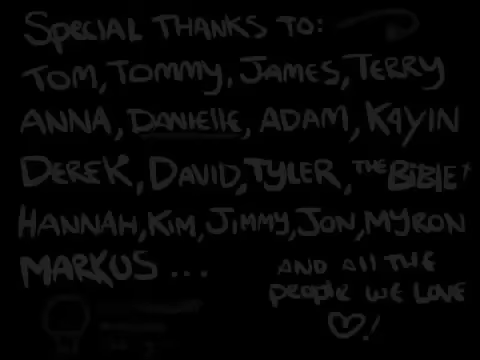 Special THANKS TO:
TOM, TOMMY, JAMES, TERRY
ANNA, DANIELLE, ADAM, KAYIN
DEREK, DAVID, TYLER, THE BIBLE
HANNAH, KIM, JIMMY, JON, MYRON
MARKUS ...
AND All THE
people WE LOVE
!